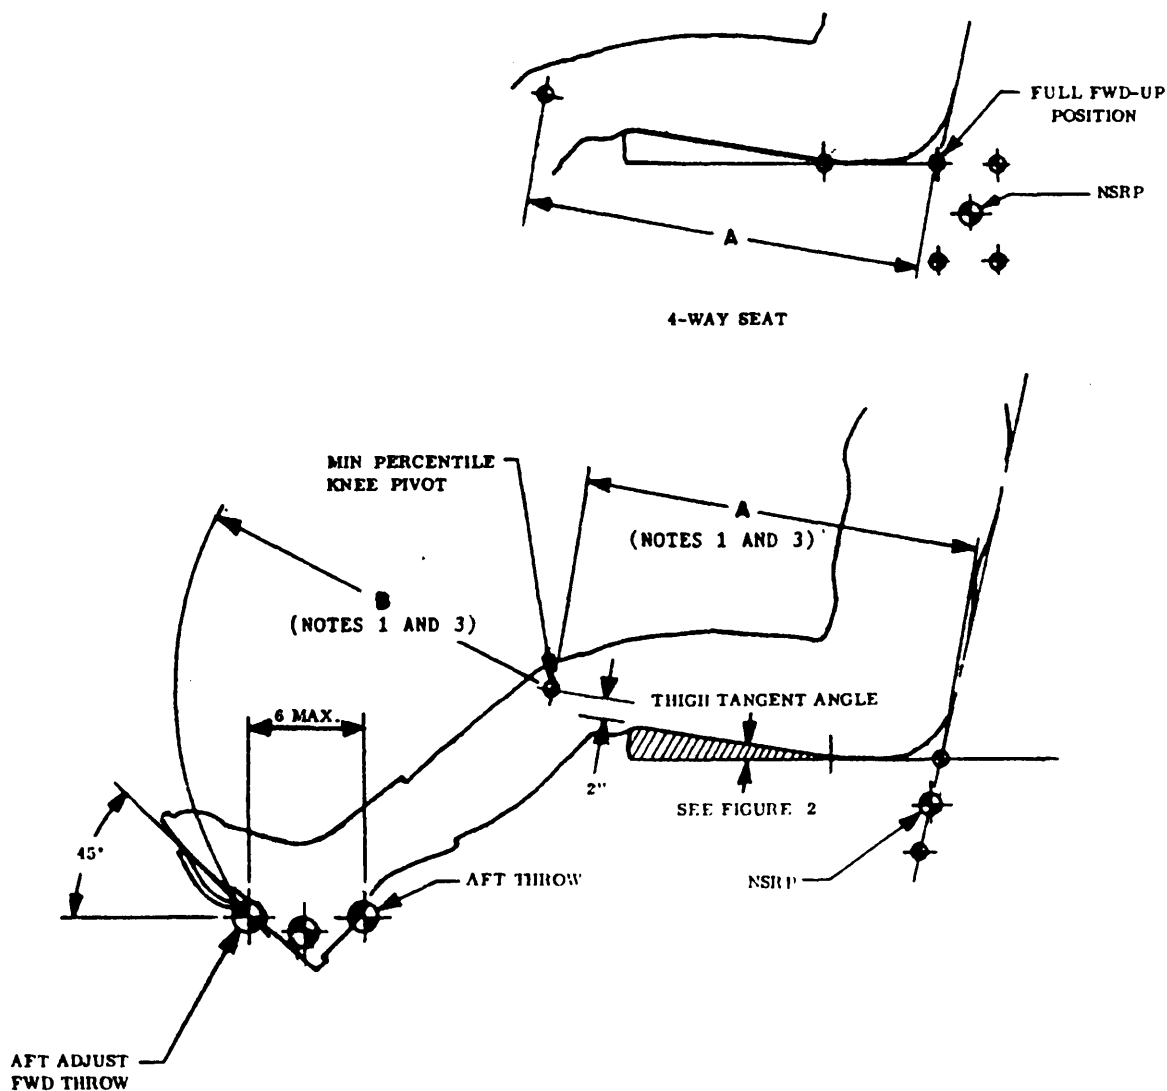 FULL FWD-UP
POSITION
NSRP
A
4-WAY SEAT
MIN PERCENTILE
KNEE PIVOT
A
(NOTES 1 AND 3)
B
(NOTES 1 AND 3)
THIGH TANGENT ANGLE
6 MAX.
2"
SEE FIGURE 2
45°
AFT THROW
NSRP
AFT ADJUST
FWD THROW